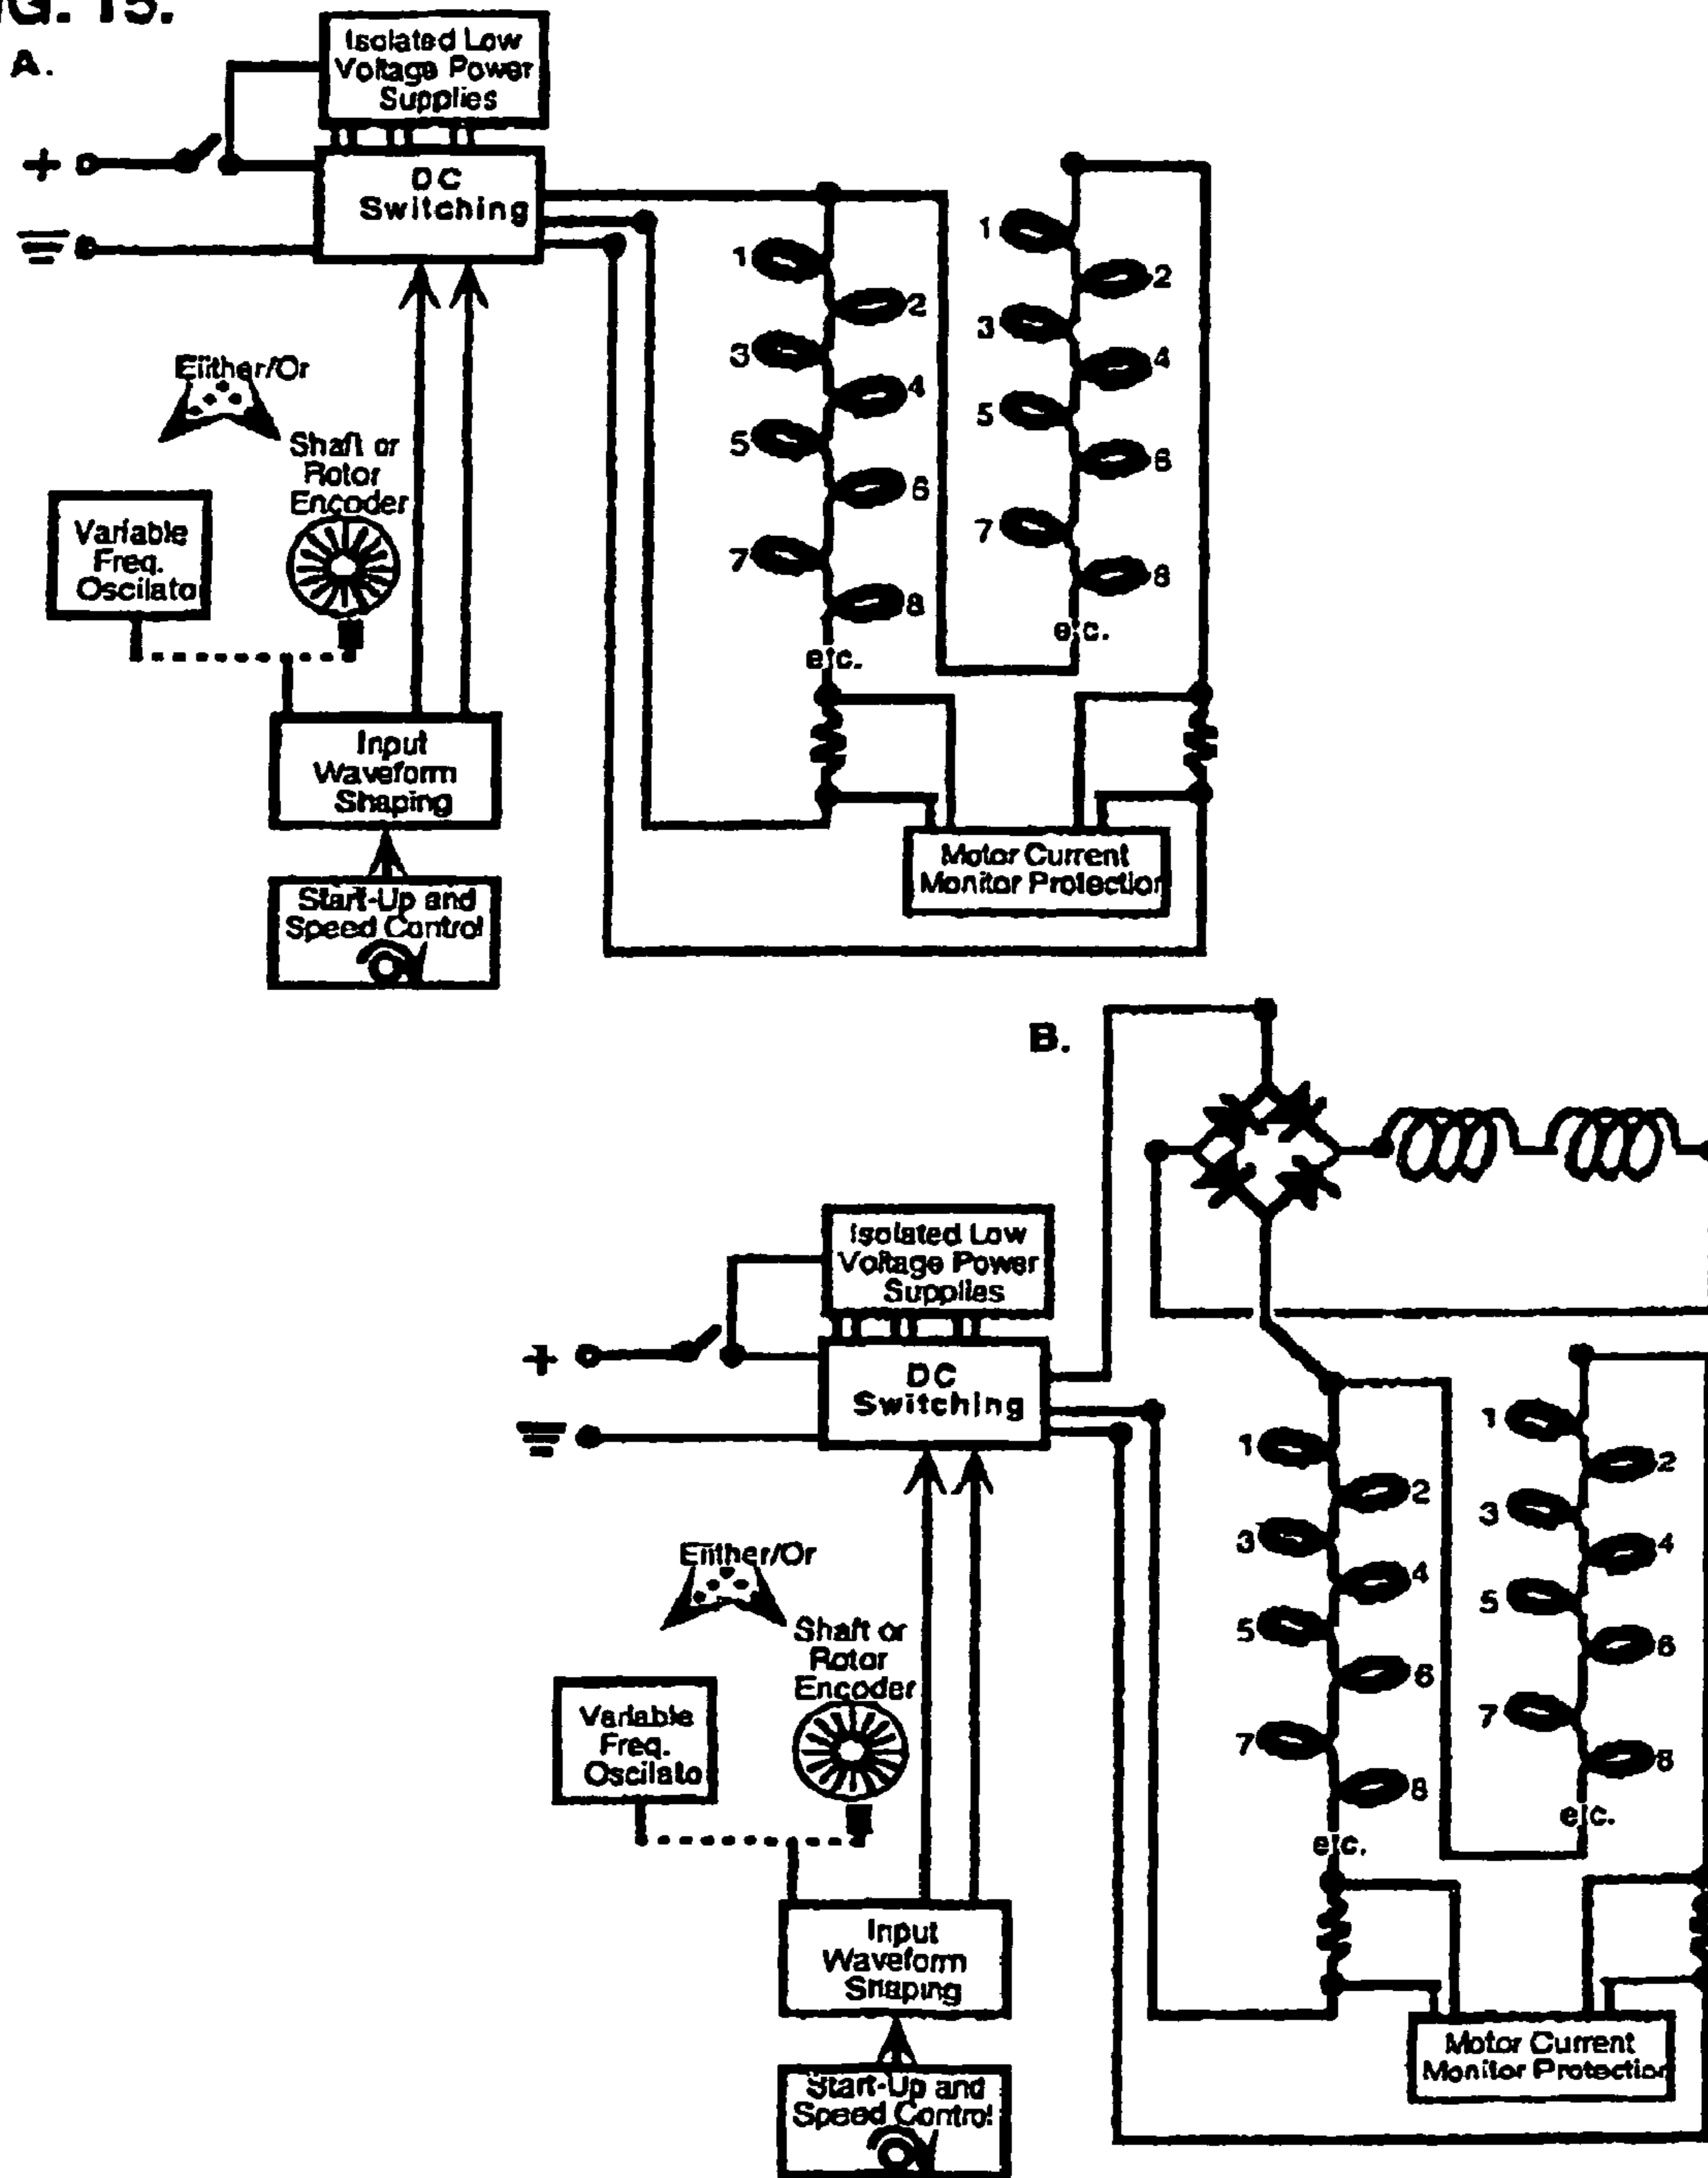 G. 15.
A.
Isolated Low
Voltage Power
Supplies
+
DC
Switching
1
2
3
4
5
6
7
8
etc.
1
2
3
4
5
6
7
8
etc.
Eiither/Or
Shaft or
Rotor
Encoder
Variable
Freq.
Oscilato
Input
Waveform
Shaping
Motor Current
Monitor Protection
Start-Up and
Speed Control
B.
Isolated Low
Voltage Power
Supplies
+
DC
Switching
1
2
3
4
5
6
7
8
etc.
1
2
3
4
5
6
7
8
etc.
Eiither/Or
Shaft or
Rotor
Encoder
Variable
Freq.
Oscilato
Input
Waveform
Shaping
Motor Current
Monitor Protection
Start-Up and
Speed Control